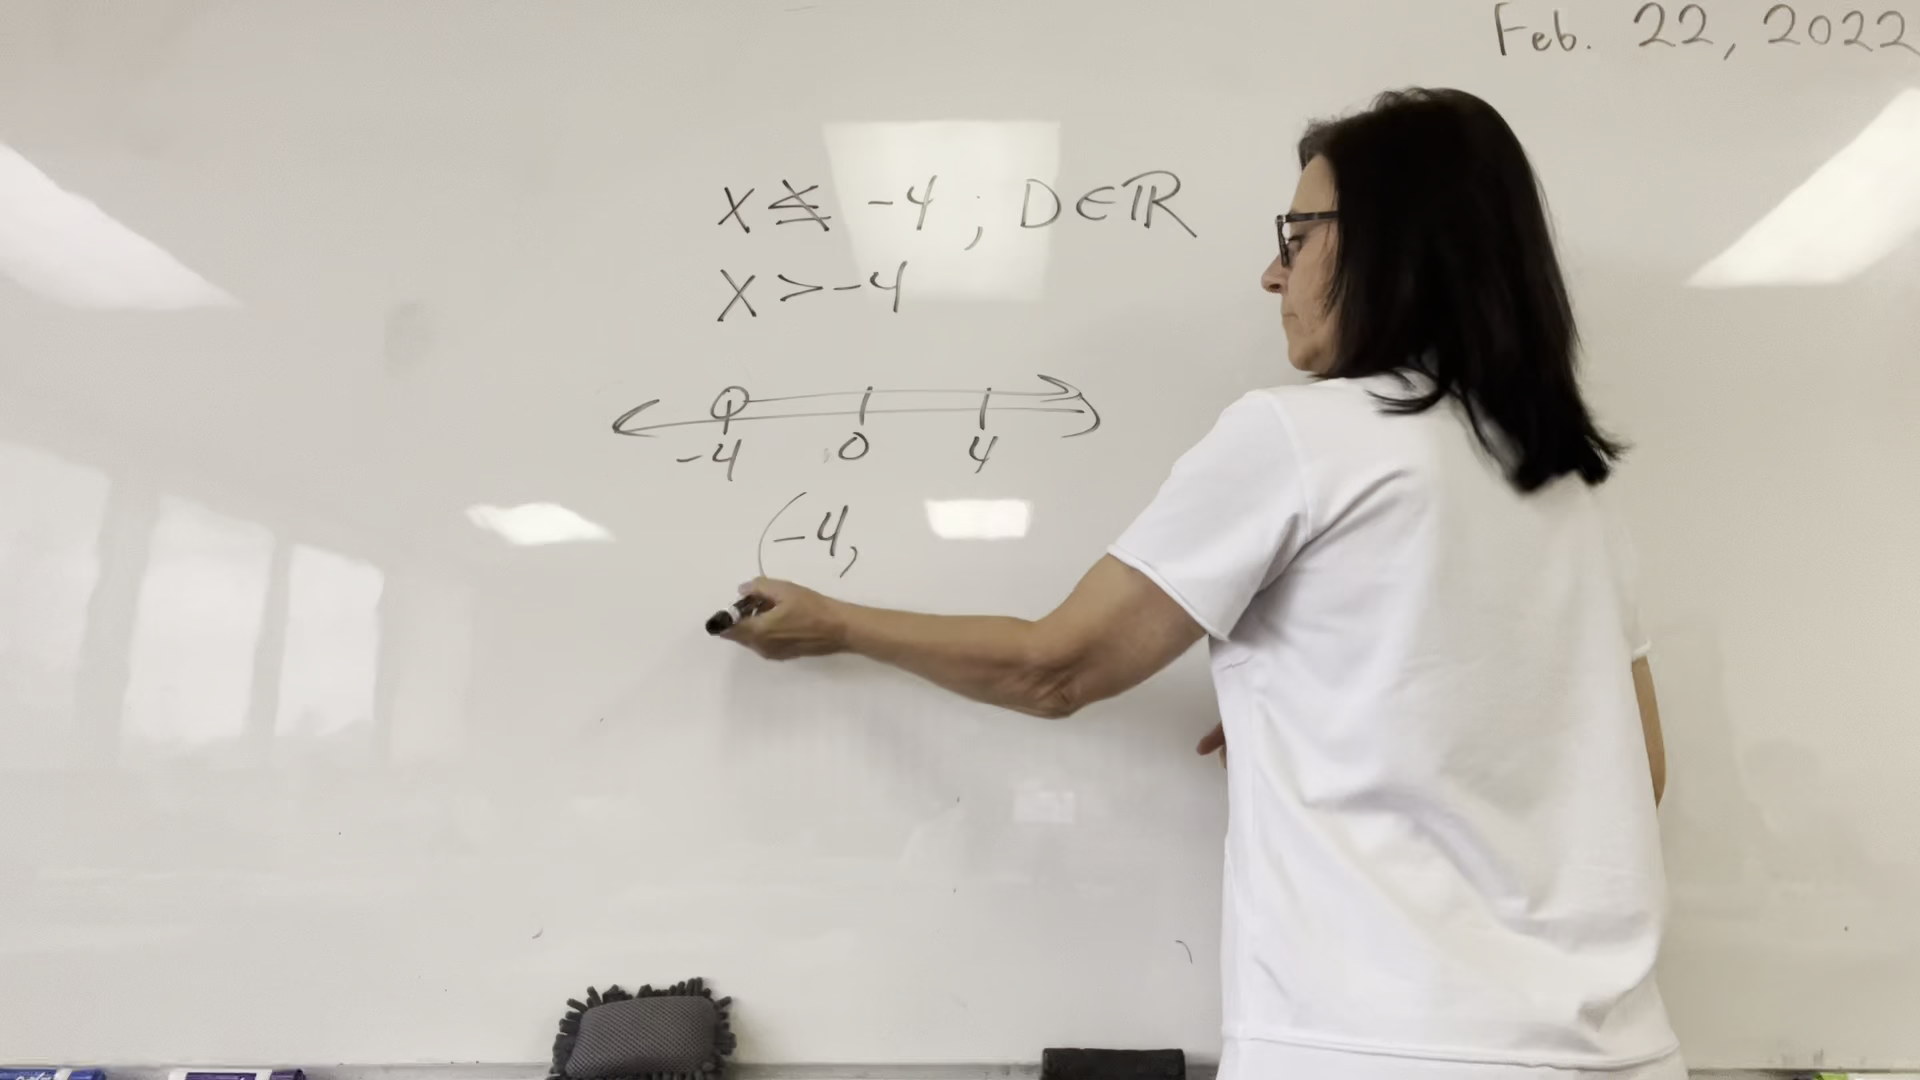 Feb. 22, 2022
X ≰ -4 ; D∈ℝ
X > -4
-4 0 4
(-4,